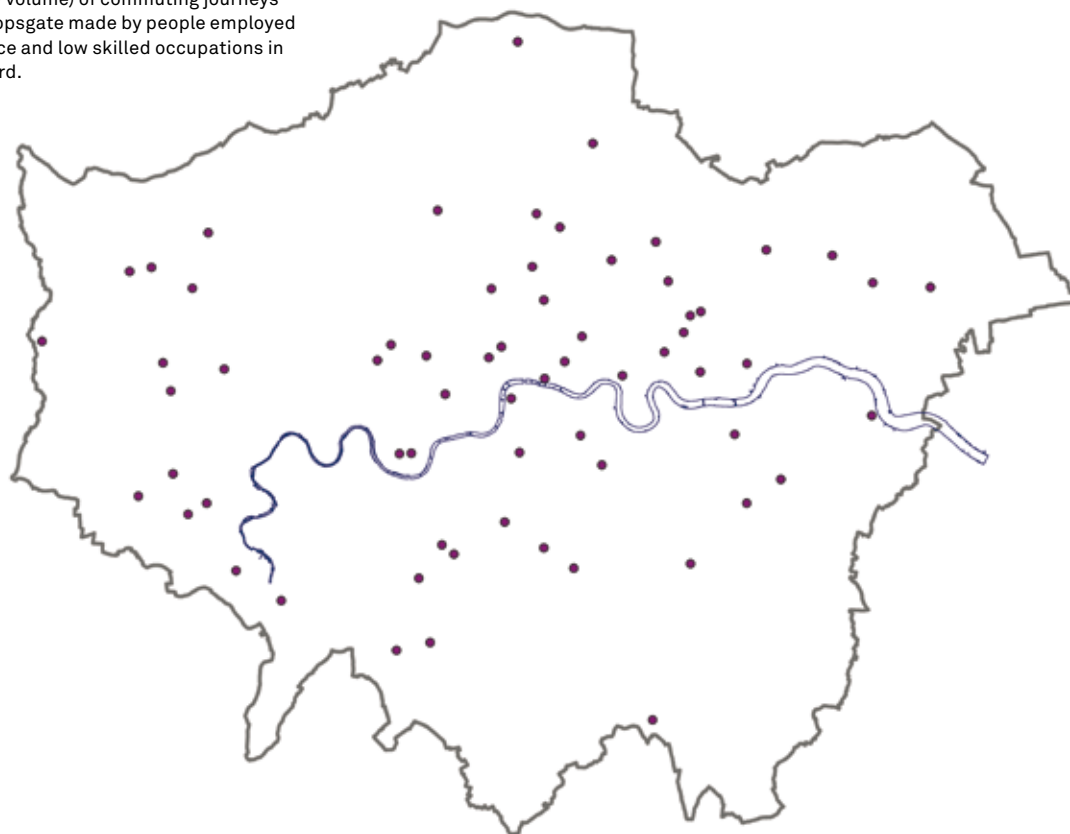 volume) of commuting journeys
opsgate made by people employed
ce and low skilled occupations in
rd.